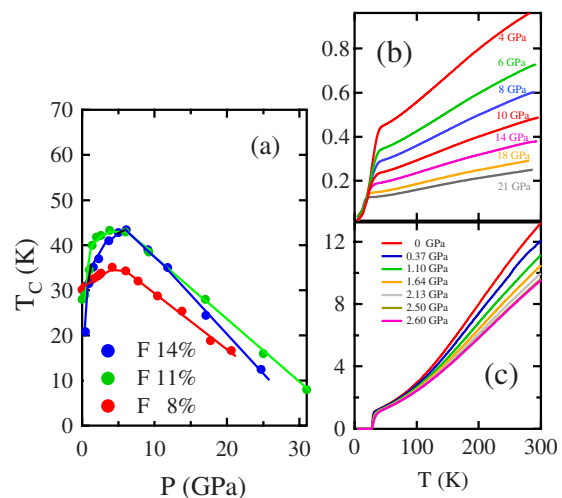 (a)
T_C (K)
70
60
50
40
30
20
10
0
F 14%
F 11%
F 8%
0
10
20
30
P (GPa)
(b)
0.8
0.6
0.4
0.2
4 GPa
6 GPa
8 GPa
10 GPa
14 GPa
18 GPa
21 GPa
(c)
12
8
4
0
0 GPa
0.37 GPa
1.10 GPa
1.64 GPa
2.13 GPa
2.50 GPa
2.60 GPa
0
100
200
300
T (K)